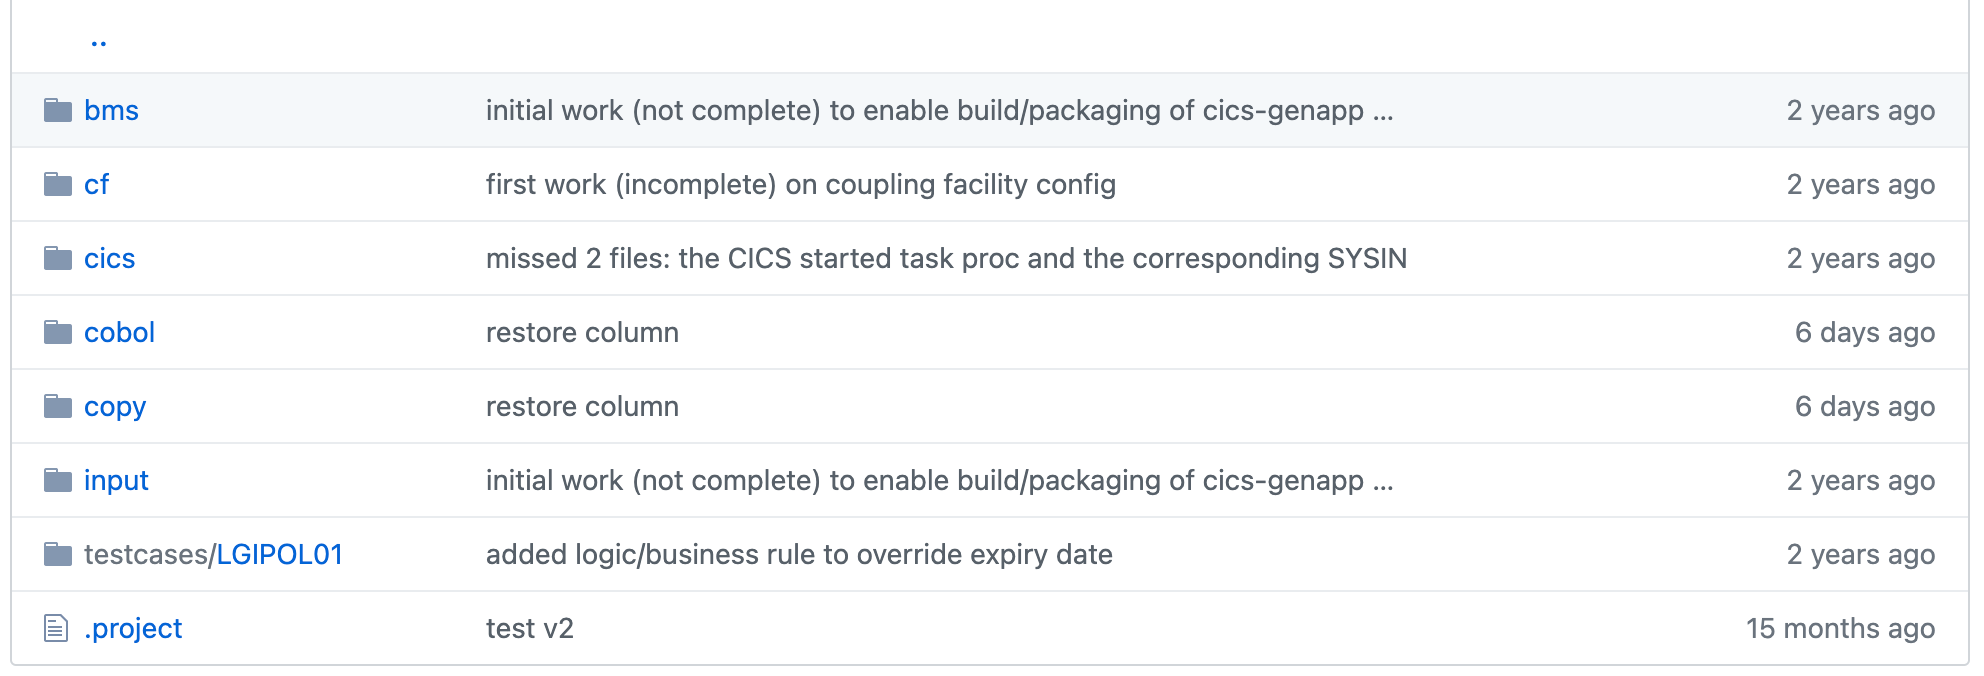 ..
bms initial work (not complete) to enable build/packaging of cics-genapp ... 2 years ago
cf first work (incomplete) on coupling facility config 2 years ago
cics missed 2 files: the CICS started task proc and the corresponding SYSIN 2 years ago
cobol restore column 6 days ago
copy restore column 6 days ago
input initial work (not complete) to enable build/packaging of cics-genapp ... 2 years ago
testcases/LGIPOL01 added logic/business rule to override expiry date 2 years ago
.project test v2 15 months ago